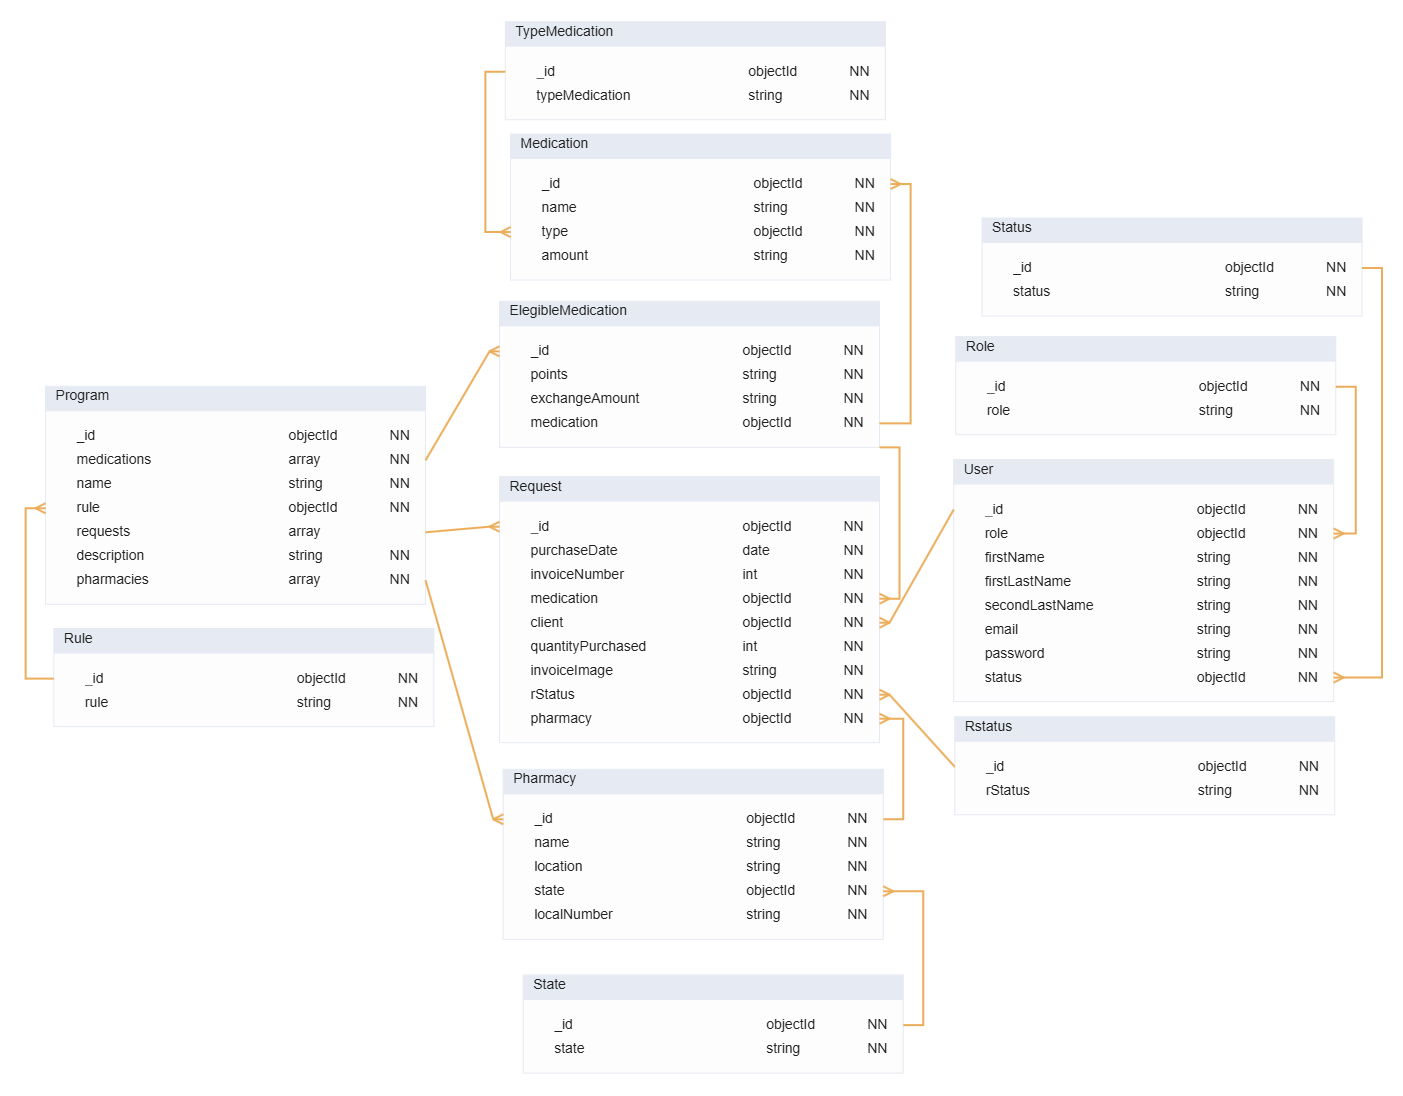 TypeMedication
_id objectId NN
typeMedication string NN
Medication
_id objectId NN
name string NN
type objectId NN
amount string NN
ElegibleMedication
_id objectId NN
points string NN
exchangeAmount string NN
medication objectId NN
Program
_id objectId NN
medications array NN
name string NN
rule objectId NN
requests array
description string NN
pharmacies array NN
Rule
_id objectId NN
rule string NN
Request
_id objectId NN
purchaseDate date NN
invoiceNumber int NN
medication objectId NN
client objectId NN
quantityPurchased int NN
invoiceImage string NN
rStatus objectId NN
pharmacy objectId NN
Pharmacy
_id objectId NN
name string NN
location string NN
state objectId NN
localNumber string NN
State
_id objectId NN
state string NN
Status
_id objectId NN
status string NN
Role
_id objectId NN
role string NN
User
_id objectId NN
role objectId NN
firstName string NN
firstLastName string NN
secondLastName string NN
email string NN
password string NN
status objectId NN
Rstatus
_id objectId NN
rStatus string NN